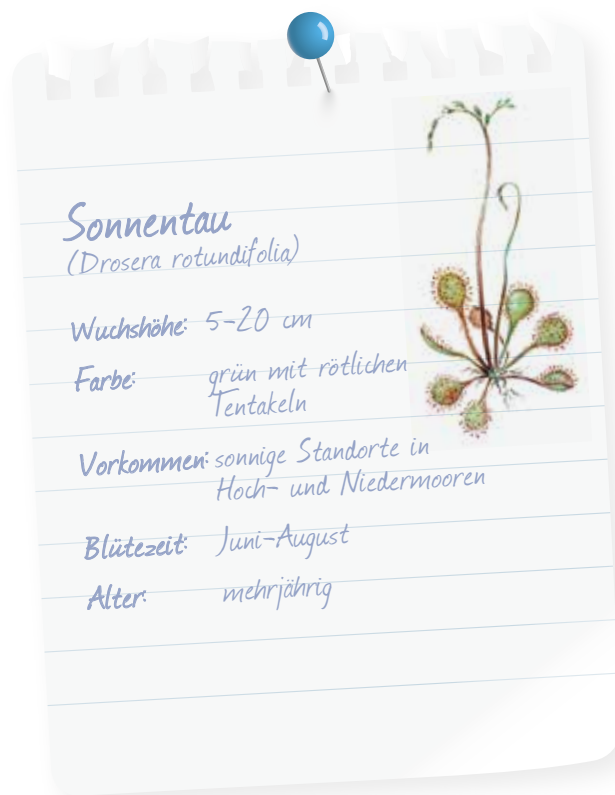 Sonnentau
(Drosera rotundifolia)
Wuchshöhe: 5-20 cm
Farbe: grün mit rötlichen
Tentakeln
Vorkommen: sonnige Standorte in
Hoch- und Niedermooren
Blütezeit: Juni-August
Alter: mehrjährig